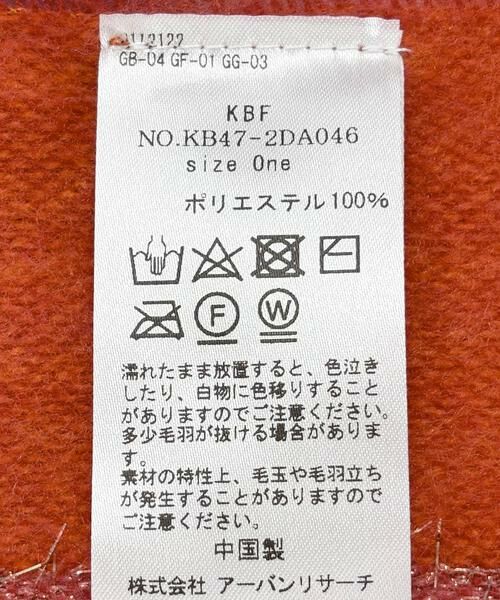 GB-04 GF-01 GG-03
KBF
NO.KB47-2DA046
size One
ポリエステル100%
F
W
濡れたまま放置すると、色泣き
したり、白物に色移りすること
がありますのでご注意ください。
多少毛羽が抜ける場合がありま
す。
素材の特性上、毛玉や毛羽立ち
が発生することがありますので
ご注意ください。
中国製
株式会社 アーバンリサーチ